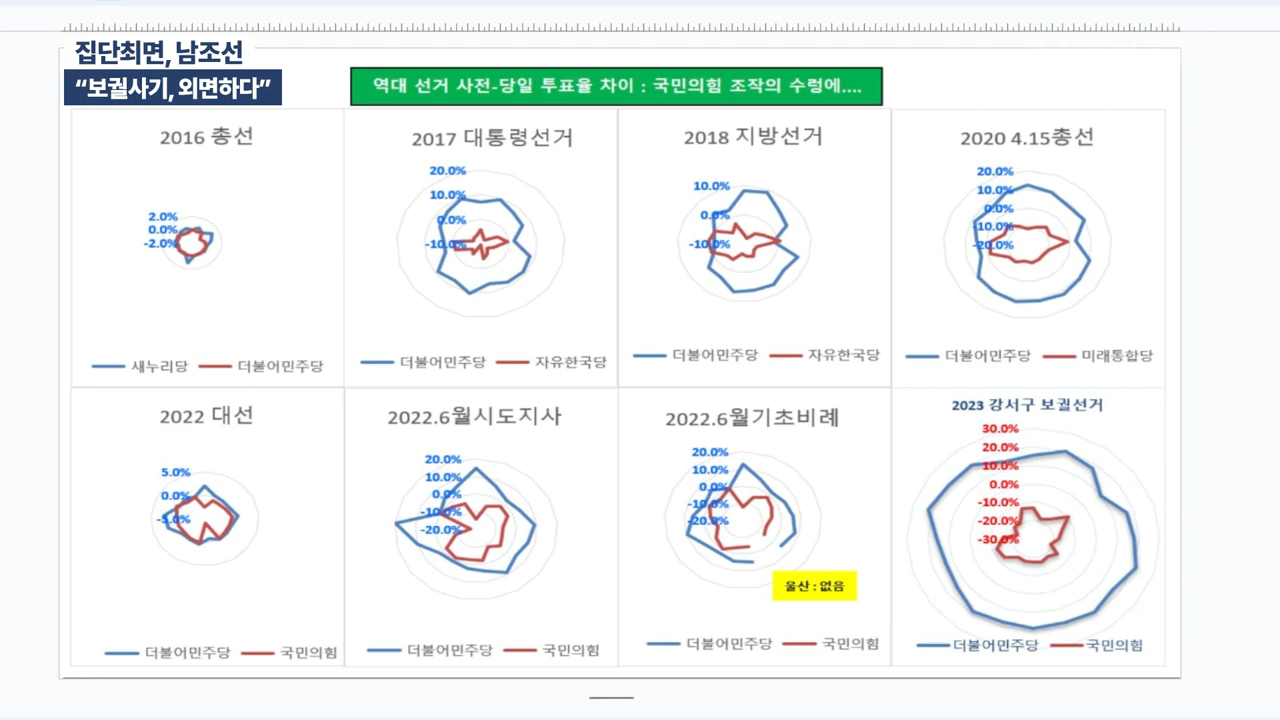 집단최면, 남조선
“보궐사기, 외면하다”
역대 선거 사전-당일 투표율 차이 : 국민의힘 조작의 수렁에....
2016 총선
2.0%
0.0%
-2.0%
새누리당 더불어민주당
2017 대통령선거
20.0%
10.0%
0.0%
-10.0%
더불어민주당 자유한국당
2018 지방선거
10.0%
0.0%
-10.0%
더불어민주당 자유한국당
2020 4.15총선
20.0%
10.0%
0.0%
-10.0%
-20.0%
더불어민주당 미래통합당
2022 대선
5.0%
0.0%
-5.0%
더불어민주당 국민의힘
2022.6월시도지사
20.0%
10.0%
0.0%
-10.0%
-20.0%
더불어민주당 국민의힘
2022.6월기초비례
20.0%
10.0%
0.0%
-10.0%
-20.0%
울산 : 없음
더불어민주당 국민의힘
2023 강서구 보궐선거
30.0%
20.0%
10.0%
0.0%
-10.0%
-20.0%
-30.0%
더불어민주당 국민의힘